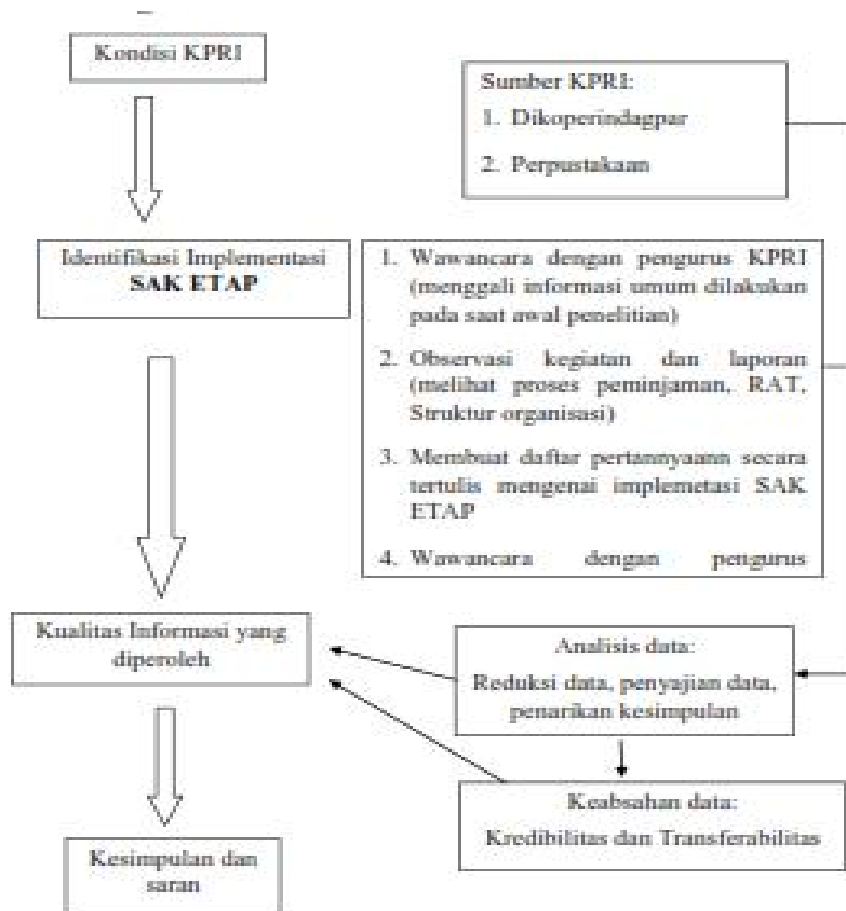 Kondisi KPRI
Sumber KPRI:
1. Dikoperindagpar
2. Perpustakaan
Identifikasi Implementasi
SAK ETAP
1. Wawancara dengan pengurus KPRI
(menggali informasi umum dilakukan
pada saat awal penelitian)
2. Observasi kegiatan dan laporan
(melihat proses peminjaman, RAT,
Struktur organisasi)
3. Membuat daftar pertannyaann secara
tertulis mengenai implemetasi SAK
ETAP
4. Wawancara dengan pengurus
Kualitas Informasi yang
diperoleh
Analisis data:
Reduksi data, penyajian data,
penarikan kesimpulan
Keabsahan data:
Kredibilitas dan Transferabilitas
Kesimpulan dan
saran